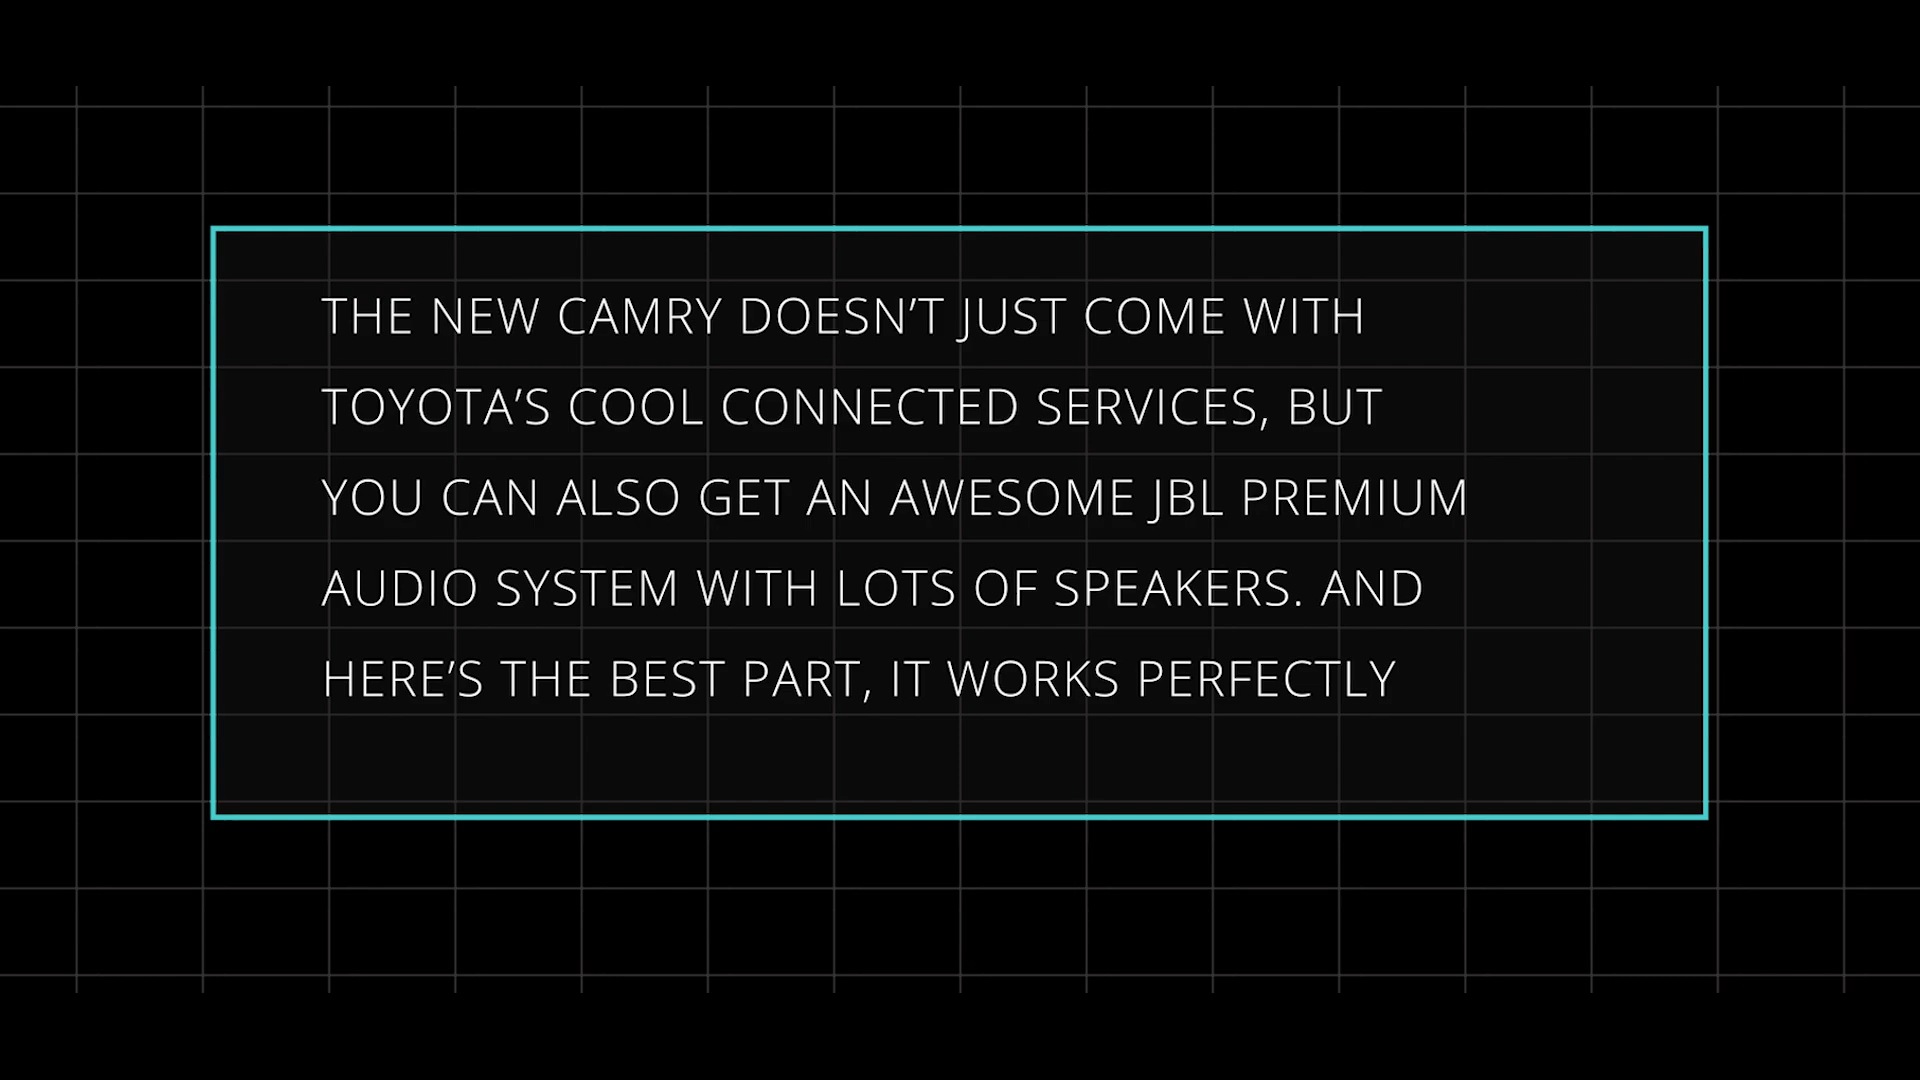 THE NEW CAMRY DOESN’T JUST COME WITH
TOYOTA’S COOL CONNECTED SERVICES, BUT
YOU CAN ALSO GET AN AWESOME JBL PREMIUM
AUDIO SYSTEM WITH LOTS OF SPEAKERS. AND
HERE’S THE BEST PART, IT WORKS PERFECTLY